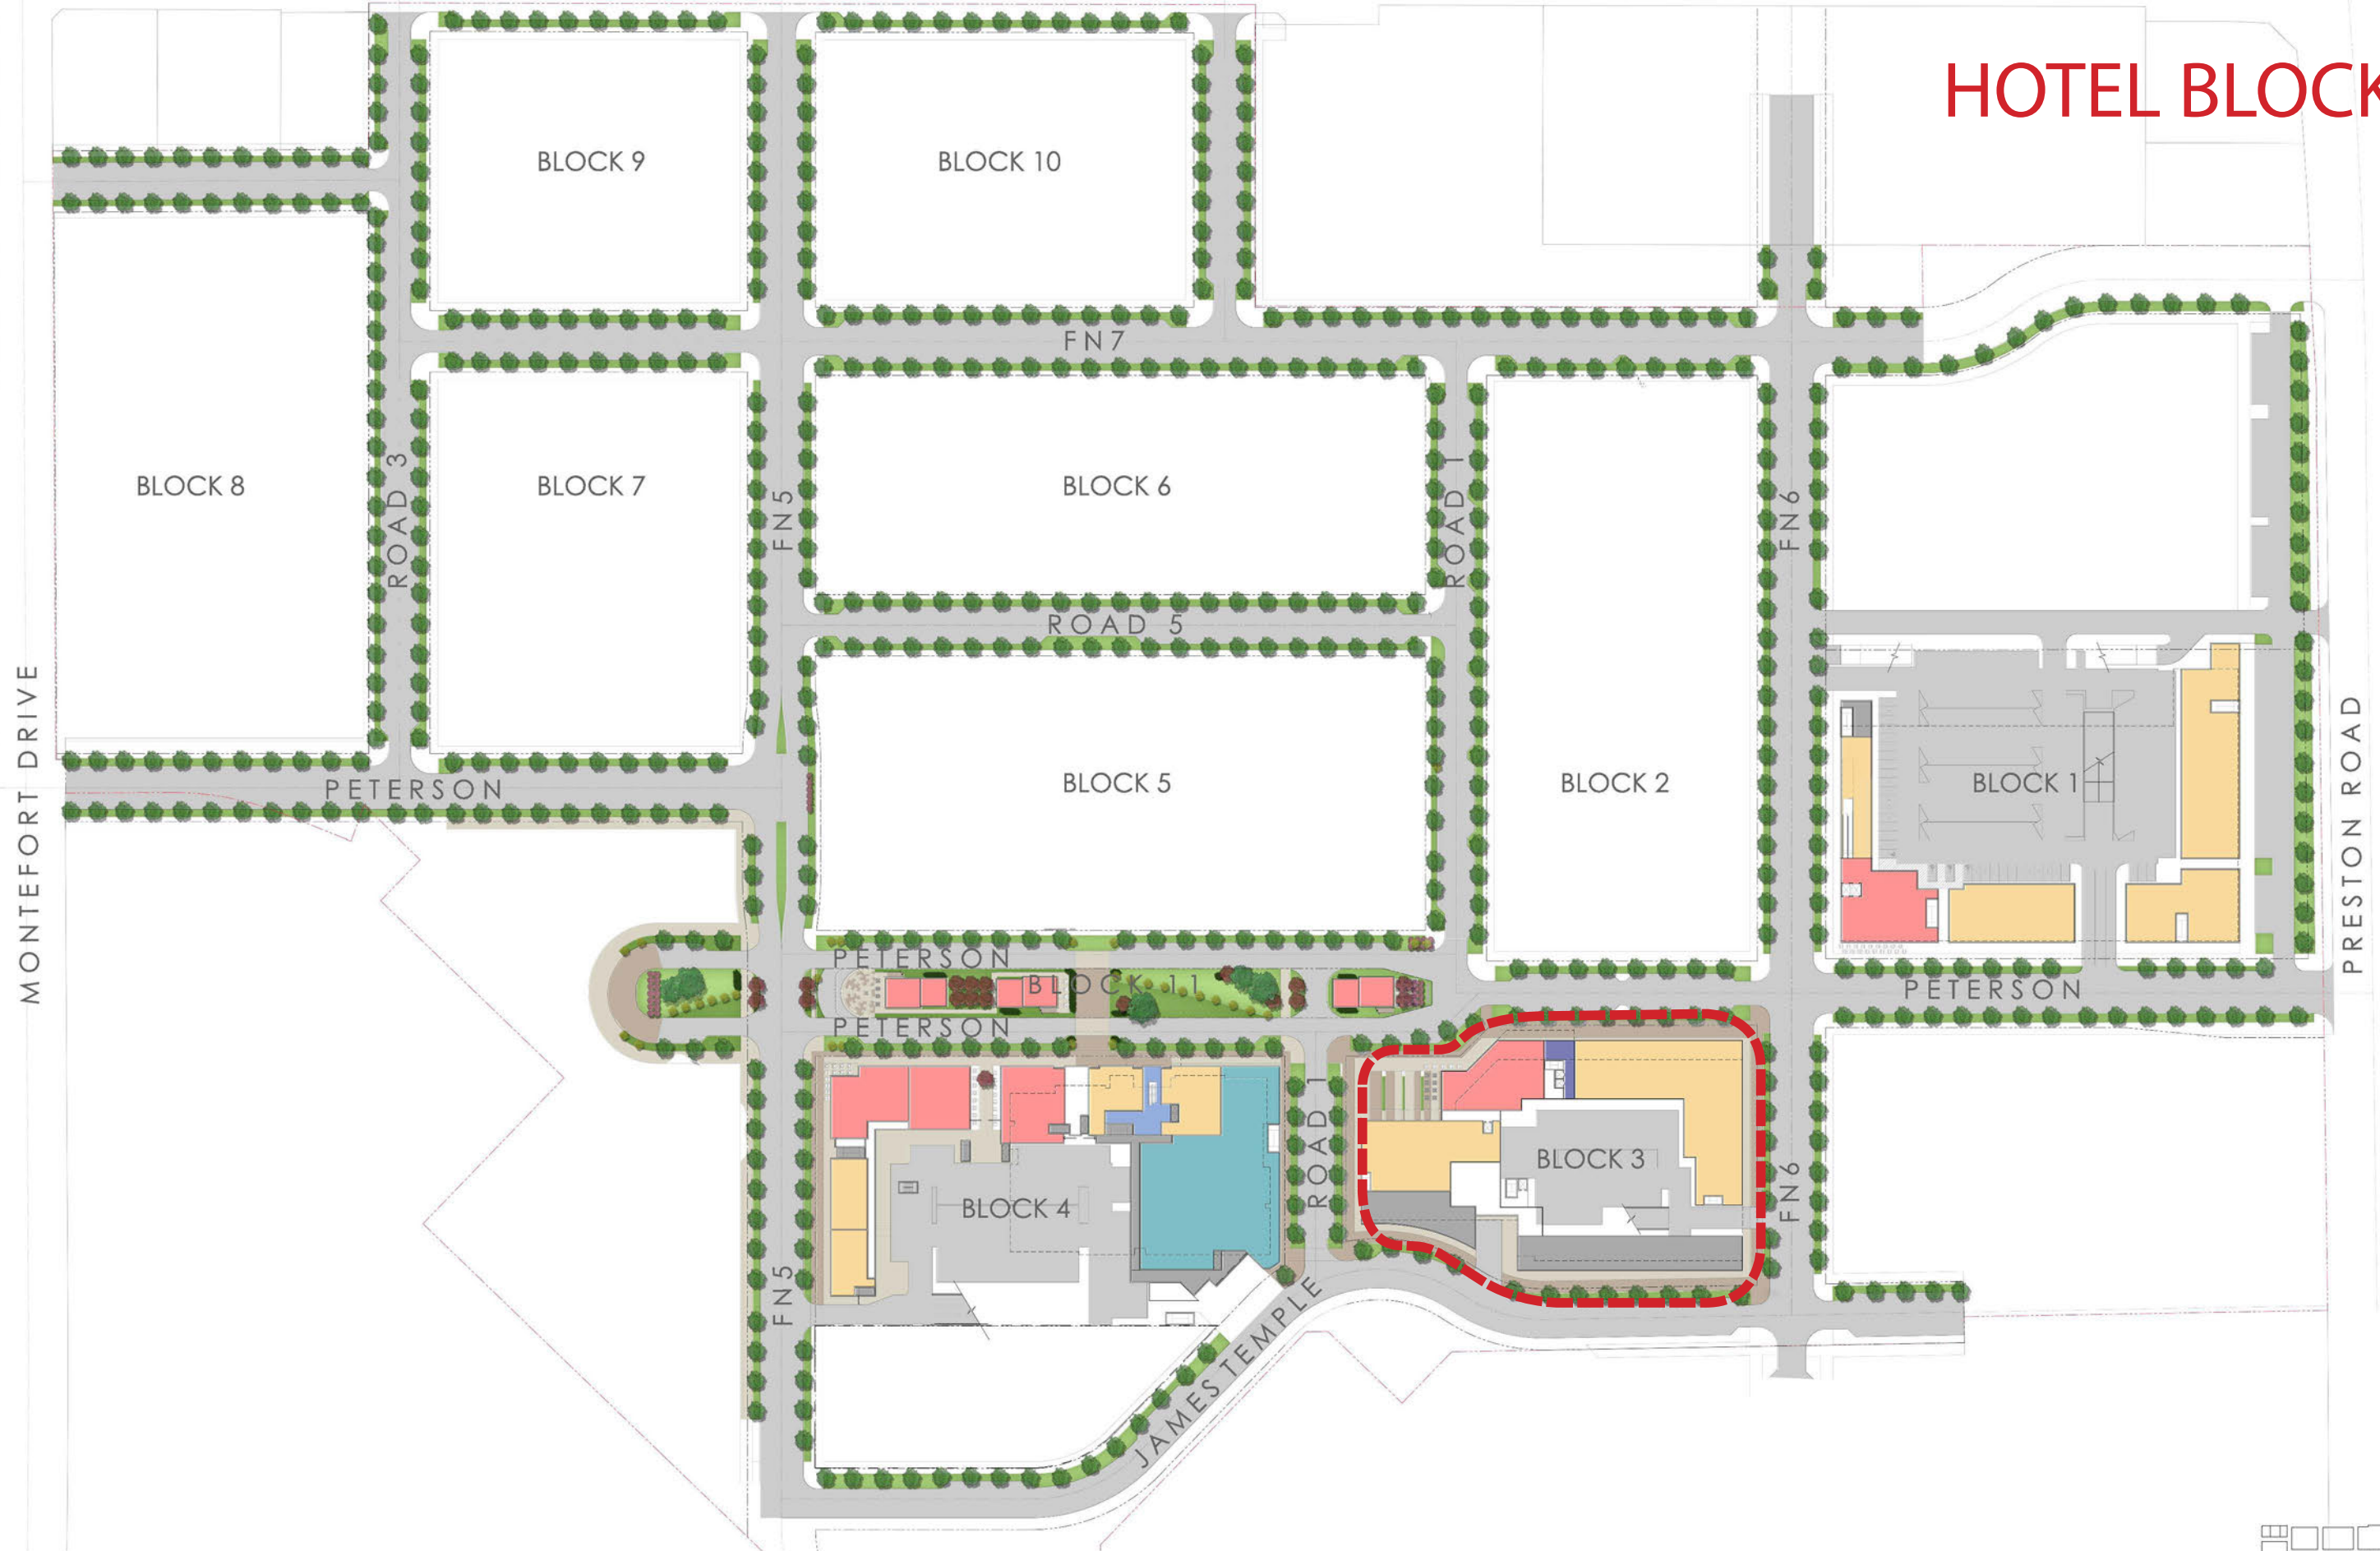 HOTEL BLOCK
BLOCK 9
BLOCK 10
FN7
BLOCK 8
ROAD 3
BLOCK 7
FN5
BLOCK 6
ROAD 1
FN6
ROAD 5
MONTEFORT DRIVE
PETERSON
BLOCK 5
BLOCK 2
BLOCK 1
PRESTON ROAD
PETERSON
BLOCK 11
PETERSON
PETERSON
BLOCK 4
ROAD 1
BLOCK 3
FN6
FN5
JAMES TEMPLE